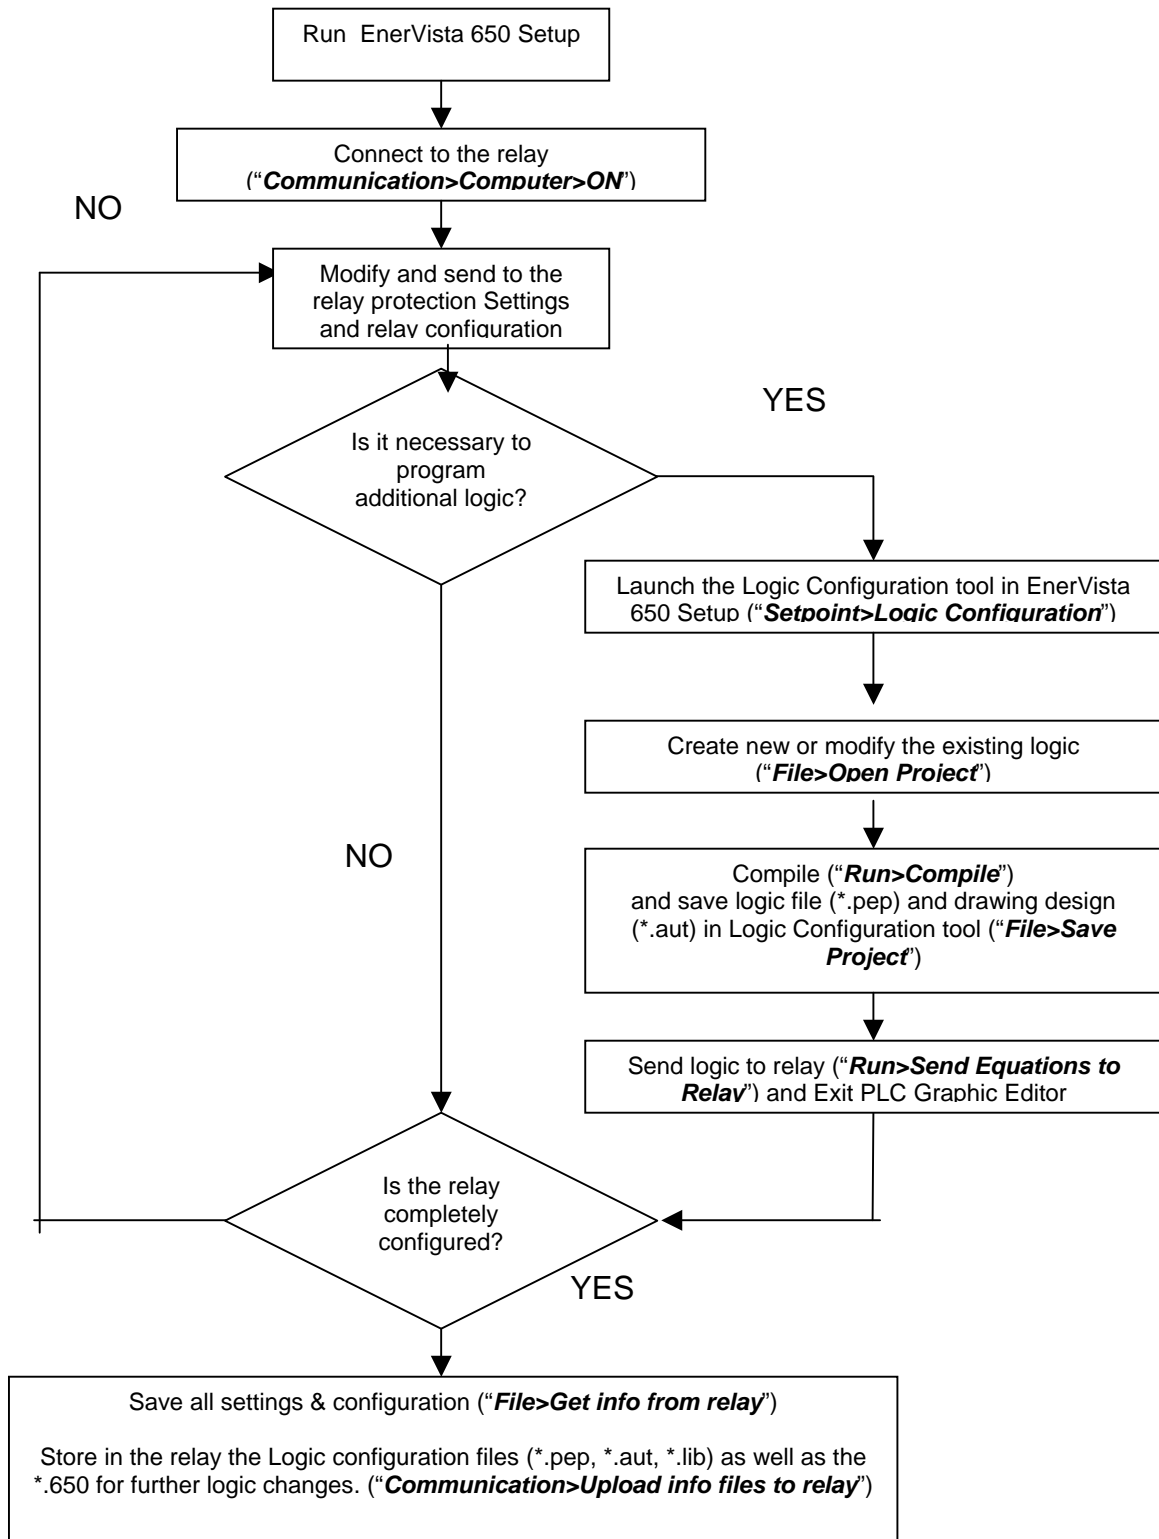 Run EnerVista 650 Setup
Connect to the relay
(“Communication>Computer>ON”)
NO
Modify and send to the
relay protection Settings
and relay configuration
YES
Is it necessary to
program
additional logic?
Launch the Logic Configuration tool in EnerVista
650 Setup (“Setpoint>Logic Configuration”)
Create new or modify the existing logic
(“File>Open Project”)
NO
Compile (“Run>Compile”)
and save logic file (*.pep) and drawing design
(*.aut) in Logic Configuration tool (“File>Save
Project”)
Send logic to relay (“Run>Send Equations to
Relay”) and Exit PLC Graphic Editor
Is the relay
completely
configured?
YES
Save all settings & configuration (“File>Get info from relay”)
Store in the relay the Logic configuration files (*.pep, *.aut, *.lib) as well as the
*.650 for further logic changes. (“Communication>Upload info files to relay”)